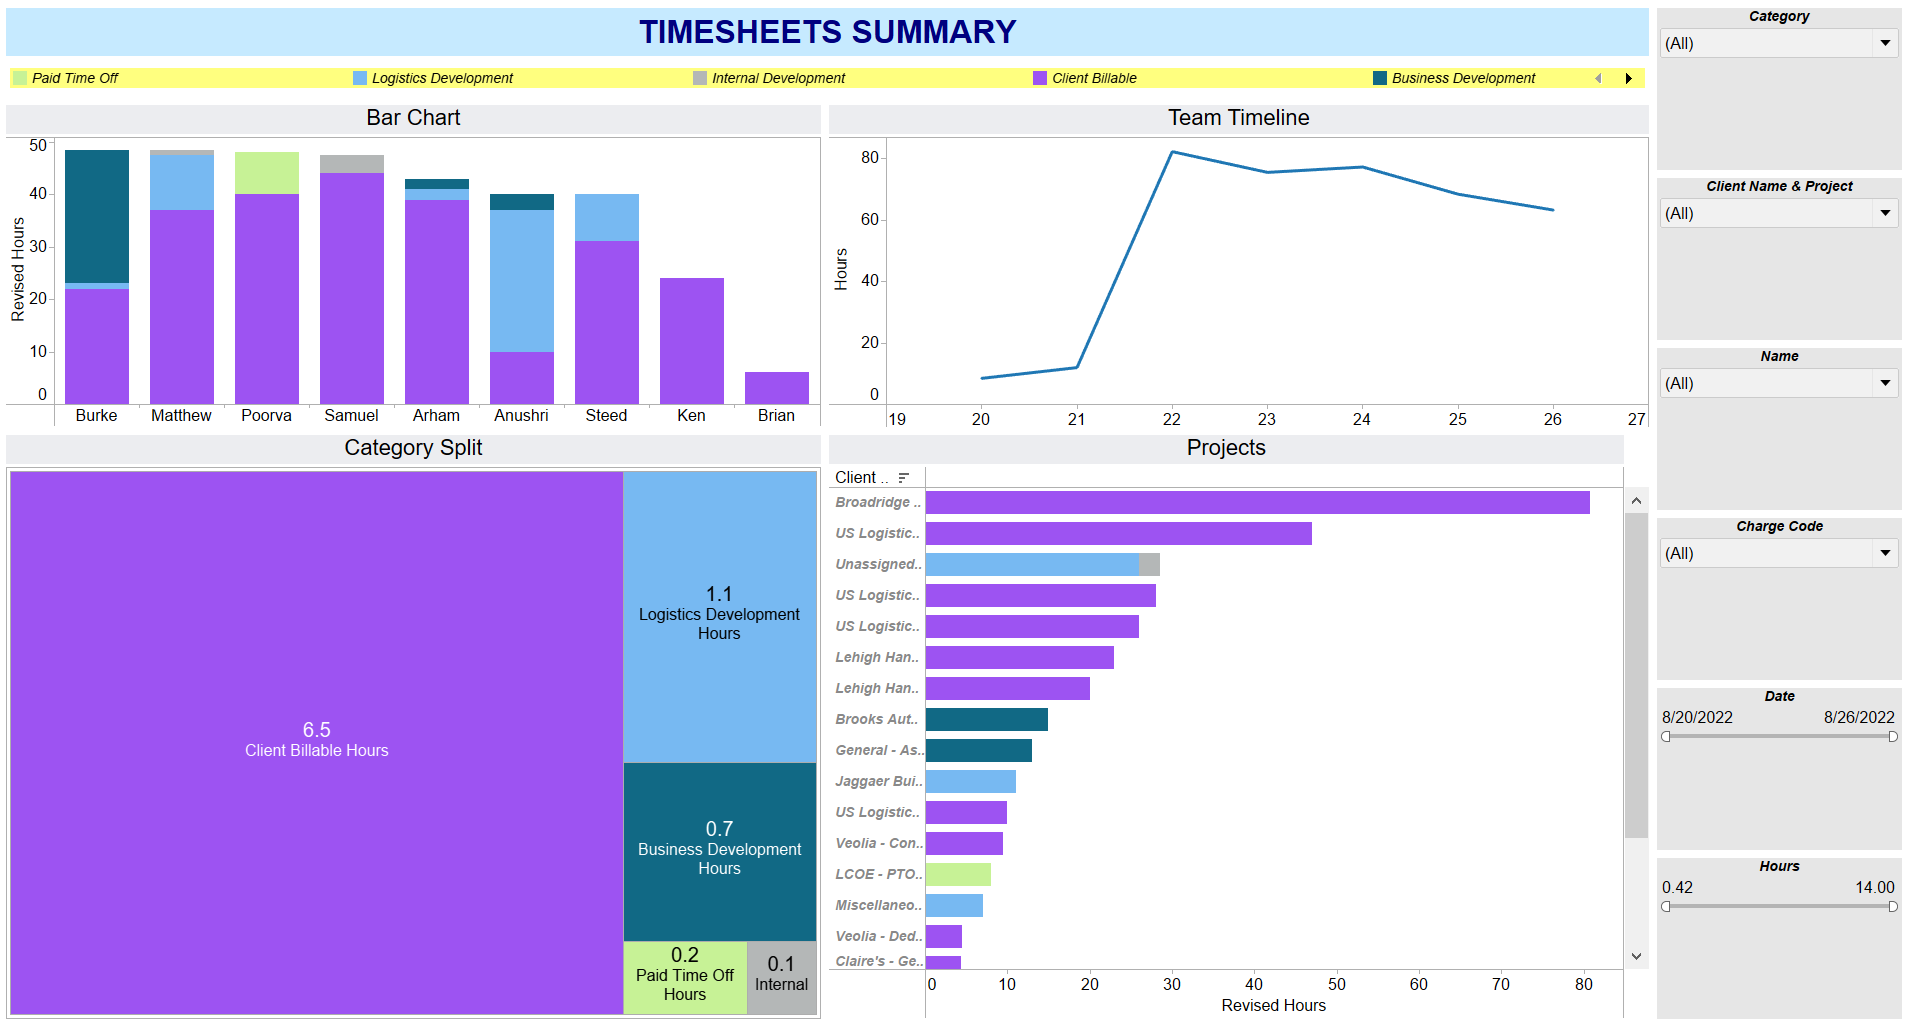 TIMESHEETS SUMMARY
Paid Time Off
Logistics Development
Internal Development
Client Billable
Business Development
Bar Chart
50
40
30
20
10
0
Revised Hours
Burke
Matthew
Poorva
Samuel
Arham
Anushri
Steed
Ken
Brian
Team Timeline
80
60
40
20
0
Hours
19
20
21
22
23
24
25
26
27
Category Split
6.5
Client Billable Hours
1.1
Logistics Development
Hours
0.7
Business Development
Hours
0.2
Paid Time Off
Hours
0.1
Internal
Projects
Client ..
Broadridge ..
US Logistic..
Unassigned..
US Logistic..
US Logistic..
Lehigh Han..
Lehigh Han..
Brooks Aut..
General - As..
Jaggaer Bui..
US Logistic..
Veolia - Con..
LCOE - PTO..
Miscellaneo..
Veolia - Ded..
Claire's - Ge..
0
10
20
30
40
50
60
70
80
Revised Hours
Category
(All)
Client Name & Project
(All)
Name
(All)
Charge Code
(All)
Date
8/20/2022
8/26/2022
Hours
0.42
14.00